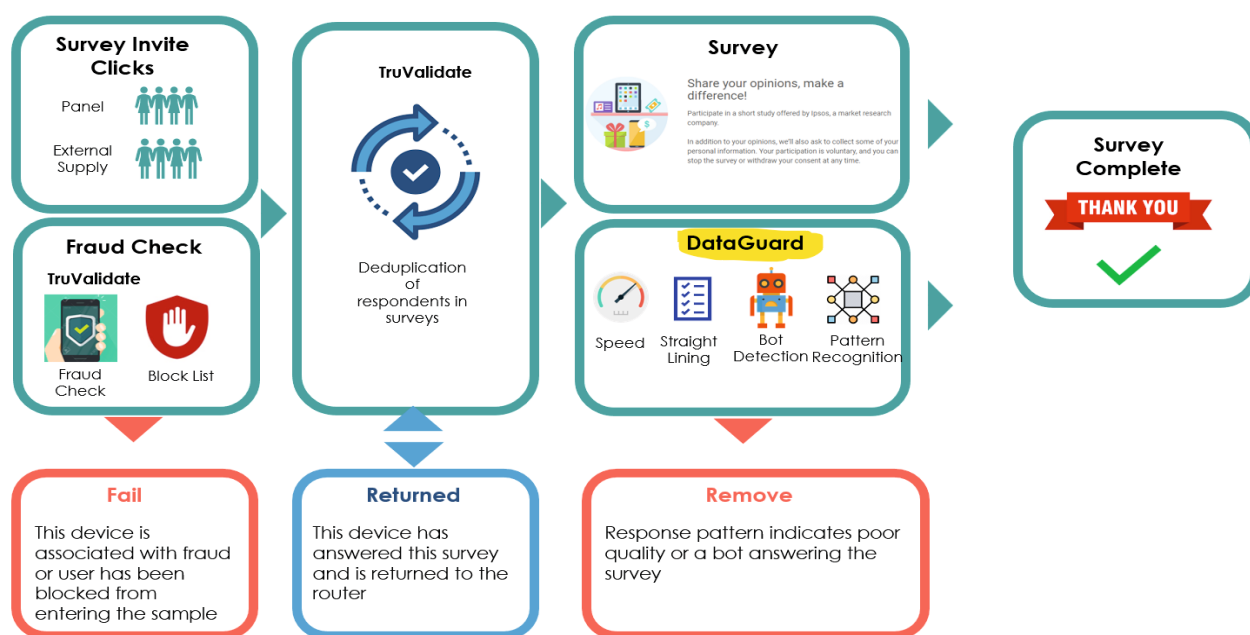 Survey Invite
Clicks
Panel
External
Supply
Fraud Check
TruValidate
Fraud
Check
Block List
TruValidate
Deduplication
of
respondents in
surveys
Survey
Share your opinions, make a
difference!
Participate in a short study offered by Ipsos, a market research
company.
In addition to your opinions, we'll also ask to collect some of your
personal information. Your participation is voluntary, and you can
stop the survey or withdraw your consent at any time.
DataGuard
Speed
Straight
Lining
Bot
Detection
Pattern
Recognition
Survey
Complete
THANK YOU
Fail
This device is
associated with fraud
or user has been
blocked from
entering the sample
Returned
This device has
answered this survey
and is returned to the
router
Remove
Response pattern indicates poor
quality or a bot answering the
survey